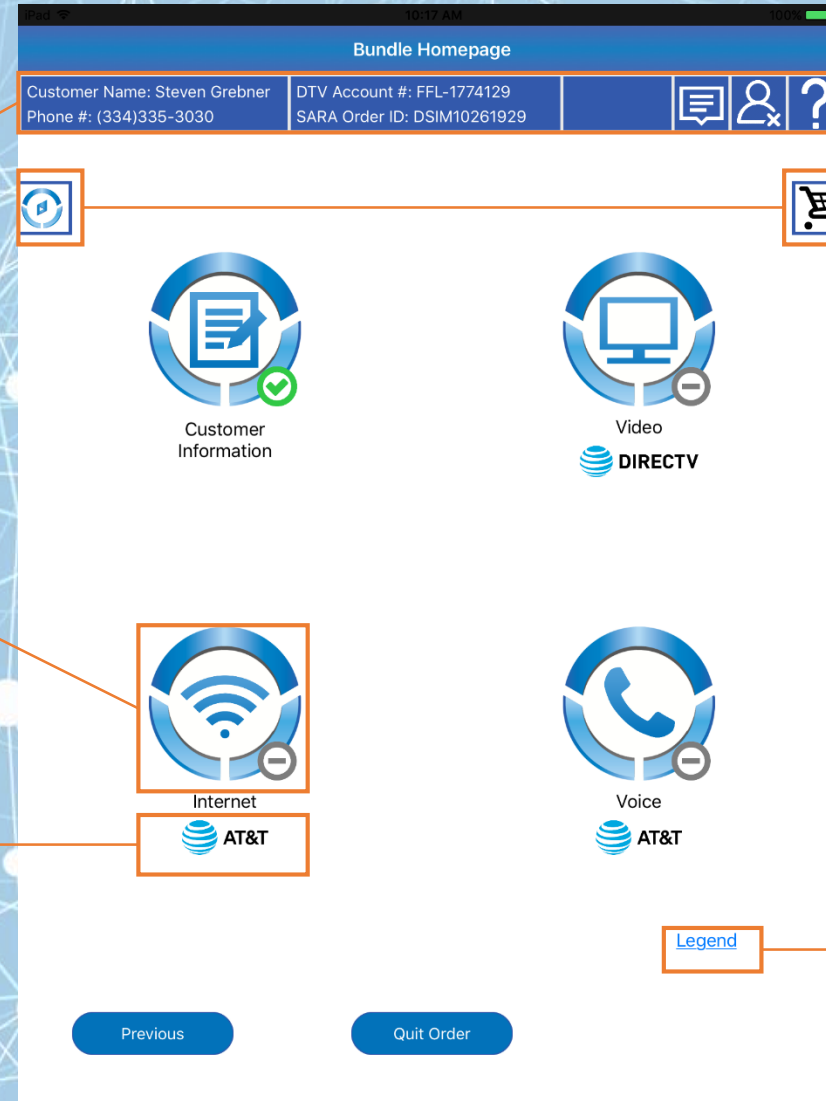 iPad 10:17 AM 100%
Bundle Homepage
Customer Name: Steven Grebner
Phone #: (334)335-3030
DTV Account #: FFL-1774129
SARA Order ID: DSIM10261929
?
Customer
Information
Video
DIRECTV
Internet
AT&T
Voice
AT&T
Legend
Previous
Quit Order